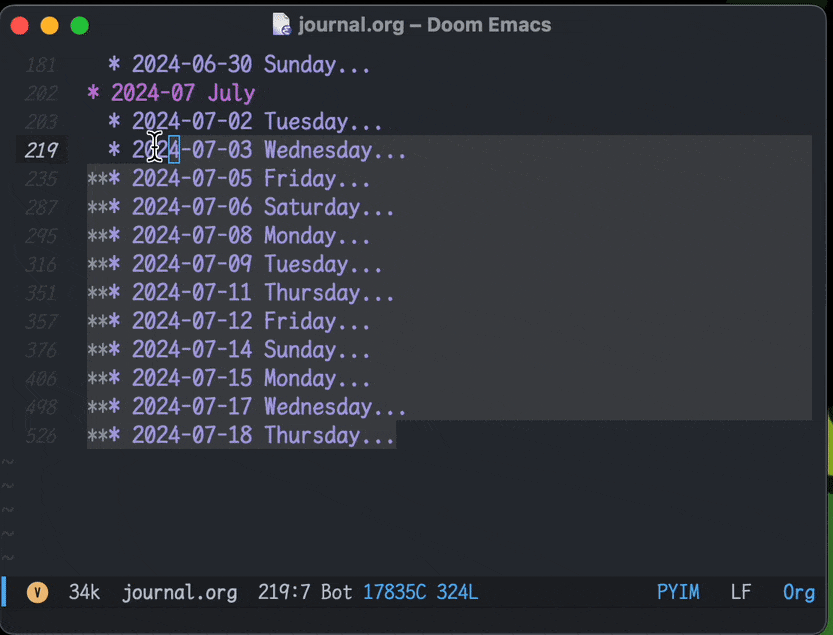 journal.org – Doom Emacs
181 * 2024-06-30 Sunday...
202 * 2024-07 July
203 * 2024-07-02 Tuesday...
219 * 2024-07-03 Wednesday...
235 *** 2024-07-05 Friday...
287 *** 2024-07-06 Saturday...
295 *** 2024-07-08 Monday...
316 *** 2024-07-09 Tuesday...
351 *** 2024-07-11 Thursday...
357 *** 2024-07-12 Friday...
376 *** 2024-07-14 Sunday...
406 *** 2024-07-15 Monday...
498 *** 2024-07-17 Wednesday...
526 *** 2024-07-18 Thursday...
~
~
~
~
~
V 34k journal.org 219:7 Bot 17835C 324L PYIM LF Org